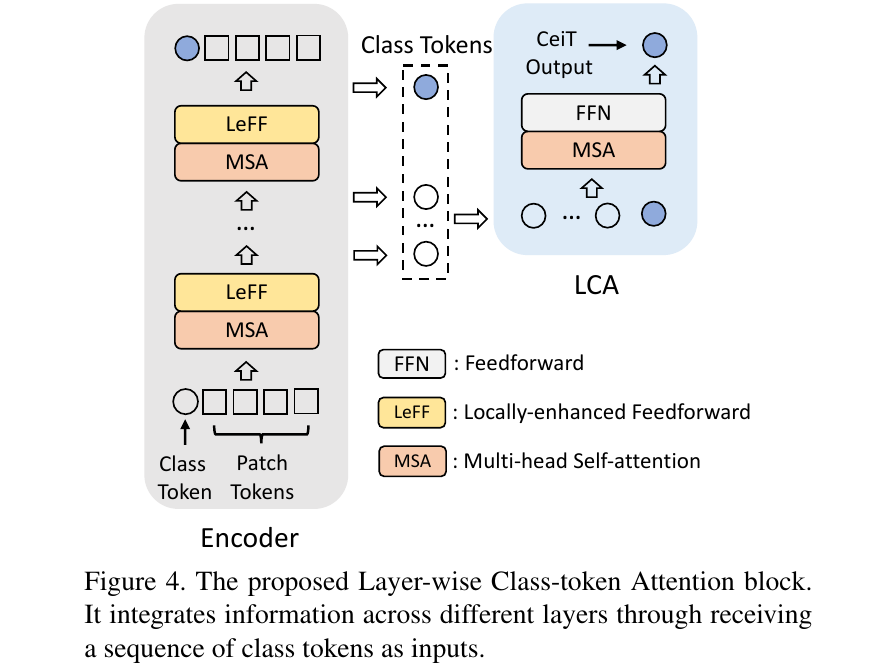 Class Tokens
CeiT
Output
LeFF
MSA
...
LeFF
MSA
Class
Token
Patch
Tokens
Encoder
...
FFN
MSA
...
LCA
FFN : Feedforward
LeFF : Locally-enhanced Feedforward
MSA : Multi-head Self-attention
Figure 4. The proposed Layer-wise Class-token Attention block.
It integrates information across different layers through receiving
a sequence of class tokens as inputs.